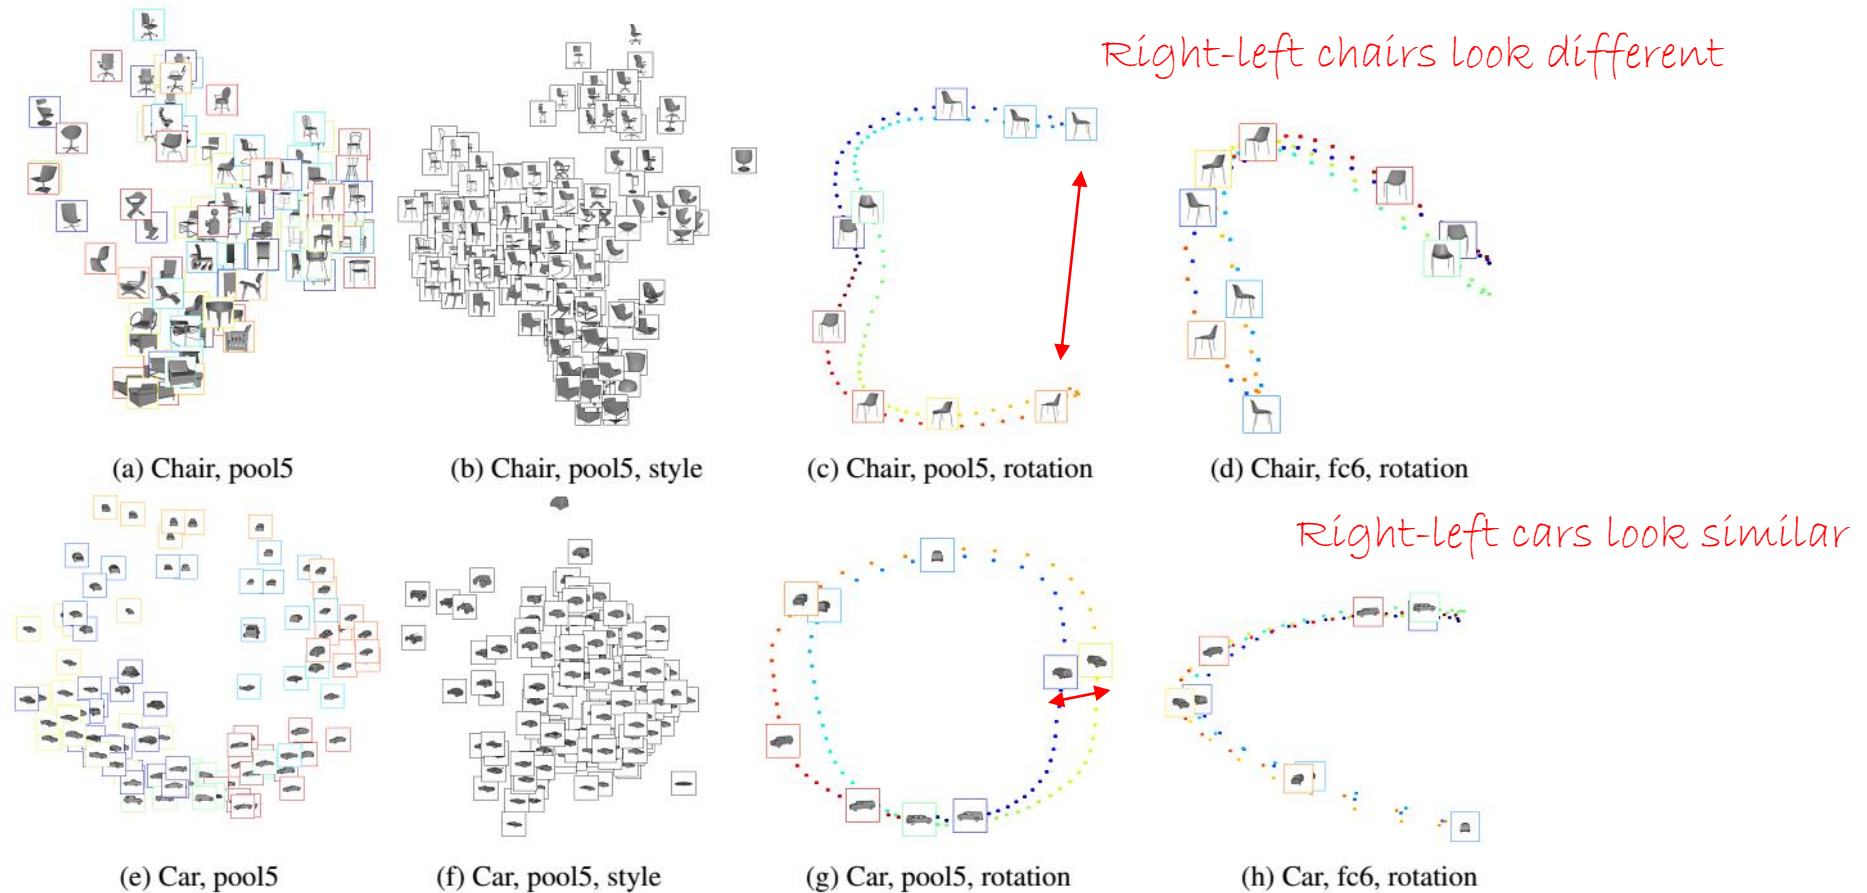 Right-left chairs look different
(a) Chair, pool5
(b) Chair, pool5, style
(c) Chair, pool5, rotation
(d) Chair, fc6, rotation
Right-left cars look similar
(e) Car, pool5
(f) Car, pool5, style
(g) Car, pool5, rotation
(h) Car, fc6, rotation